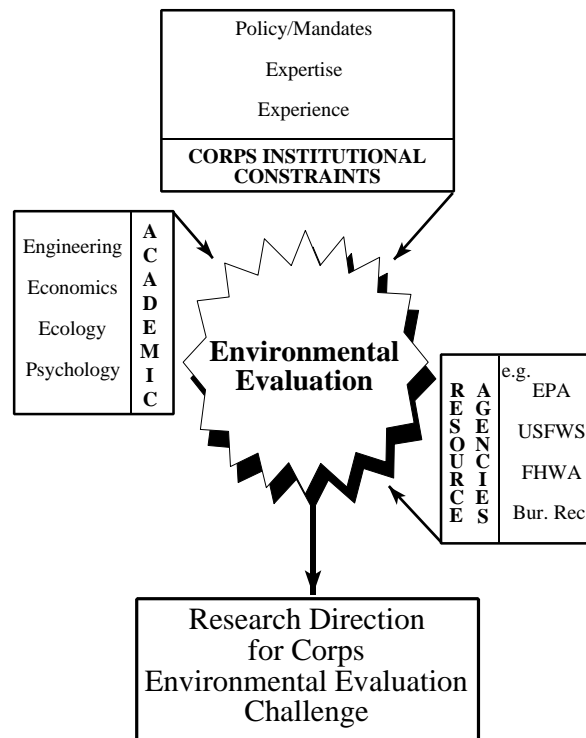 Policy/Mandates
Expertise
Experience
CORPS INSTITUTIONAL
CONSTRAINTS
Engineering
Economics
Ecology
Psychology
ACADEMIC
Environmental
Evaluation
RESOURCE
AGENCIES
e.g.
EPA
USFWS
FHWA
Bur. Rec
Research Direction
for Corps
Environmental Evaluation
Challenge